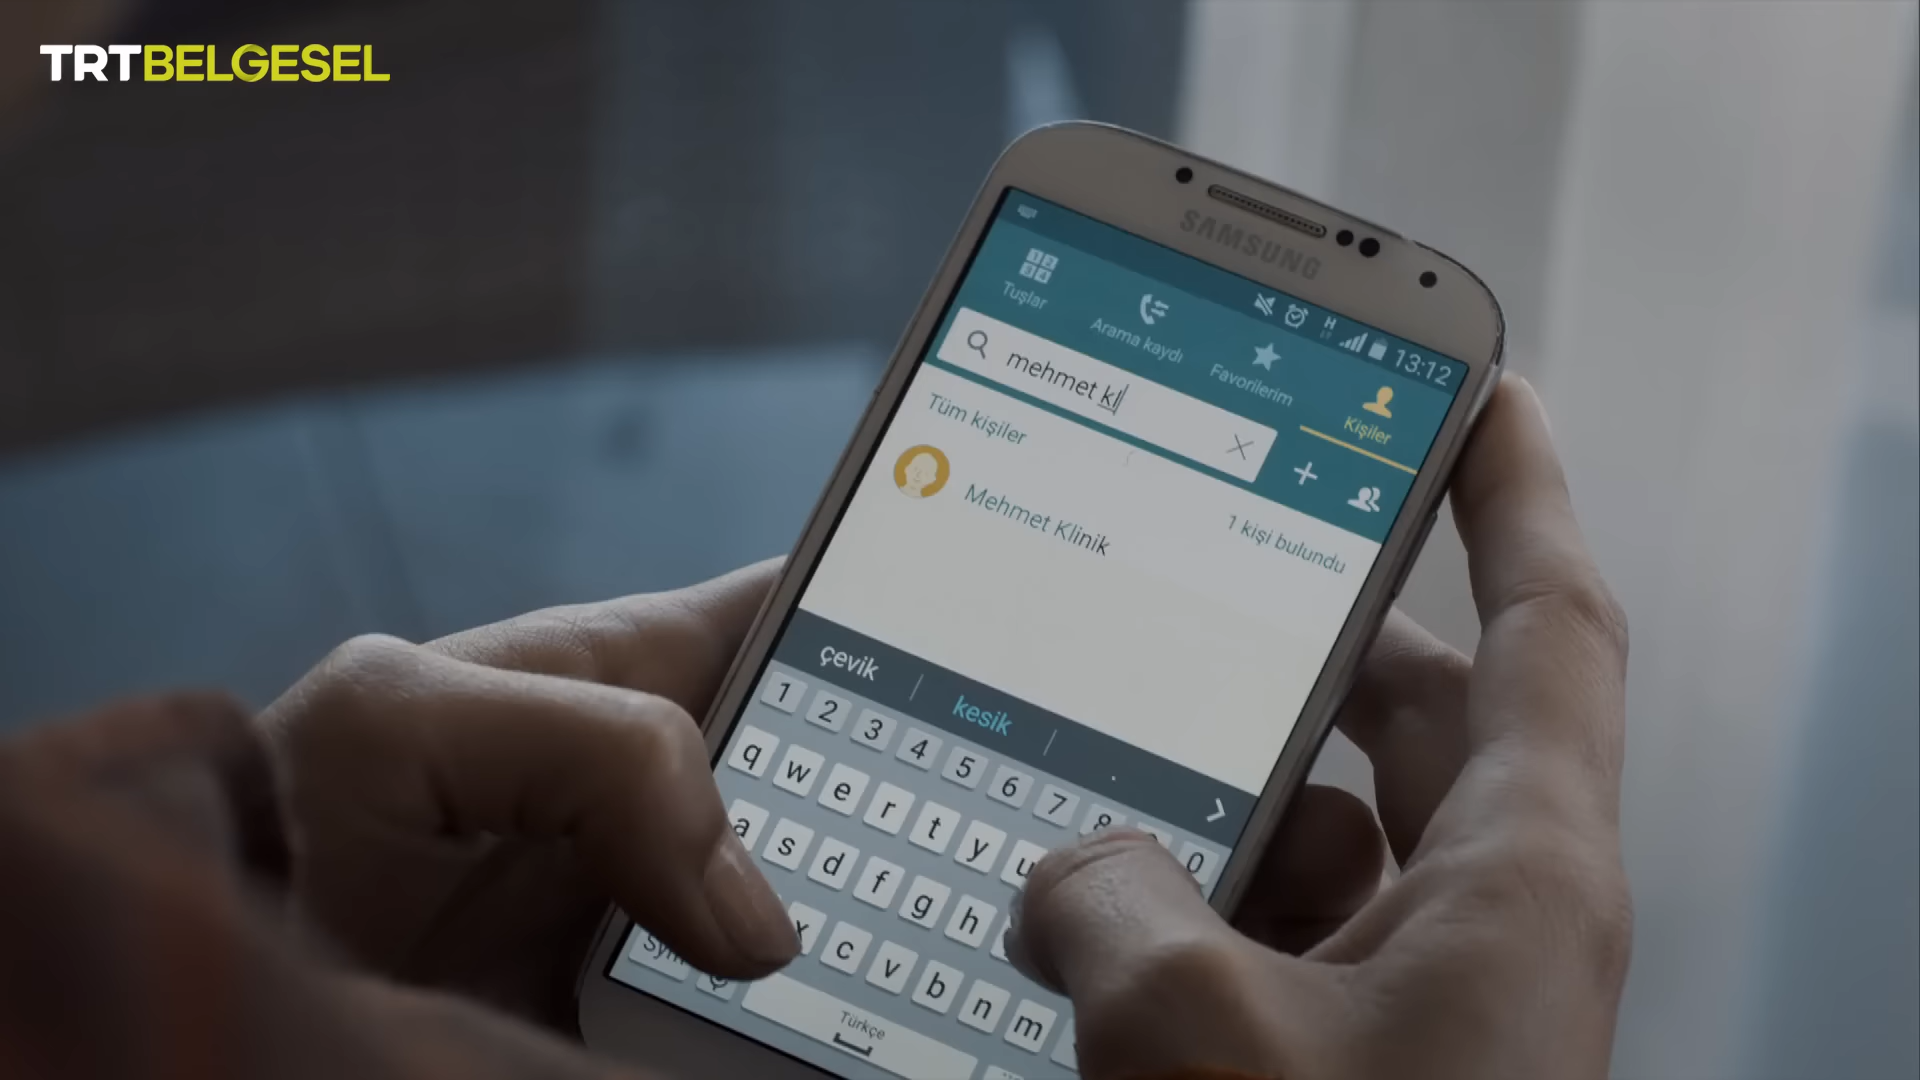 TRTBELGESEL
SAMSUNG
13:12
Tuşlar
Arama kaydı
Favorilerim
Kişiler
mehmet kl
Tüm kişiler
1 kişi bulundu
Mehmet Klinik
çevik
kesik
.
1 2 3 4 5 6 7 8 0
q w e r t y u
a s d f g h
x c v b n m
Sym
Türkçe